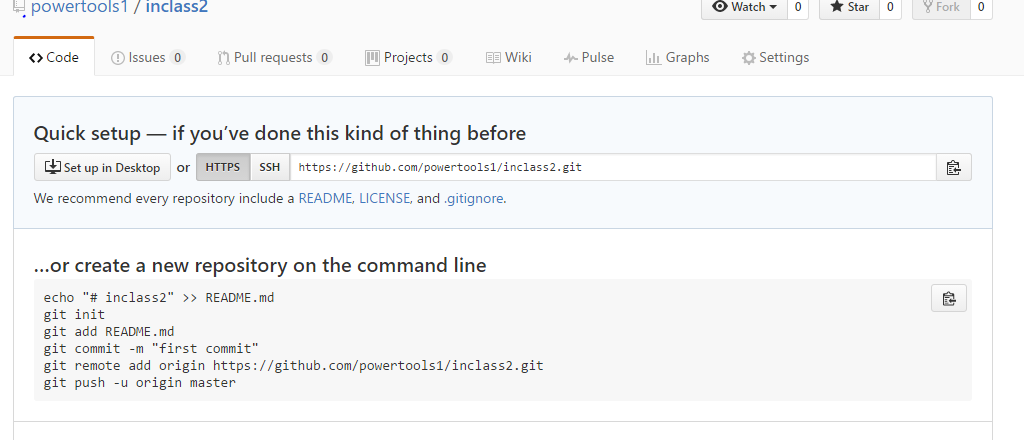 powertools1 / inclass2
Watch 0 Star 0 Fork 0
Code Issues 0 Pull requests 0 Projects 0 Wiki Pulse Graphs Settings
Quick setup — if you’ve done this kind of thing before
Set up in Desktop or HTTPS SSH https://github.com/powertools1/inclass2.git
We recommend every repository include a README, LICENSE, and .gitignore.
…or create a new repository on the command line
echo "# inclass2" >> README.md
git init
git add README.md
git commit -m "first commit"
git remote add origin https://github.com/powertools1/inclass2.git
git push -u origin master